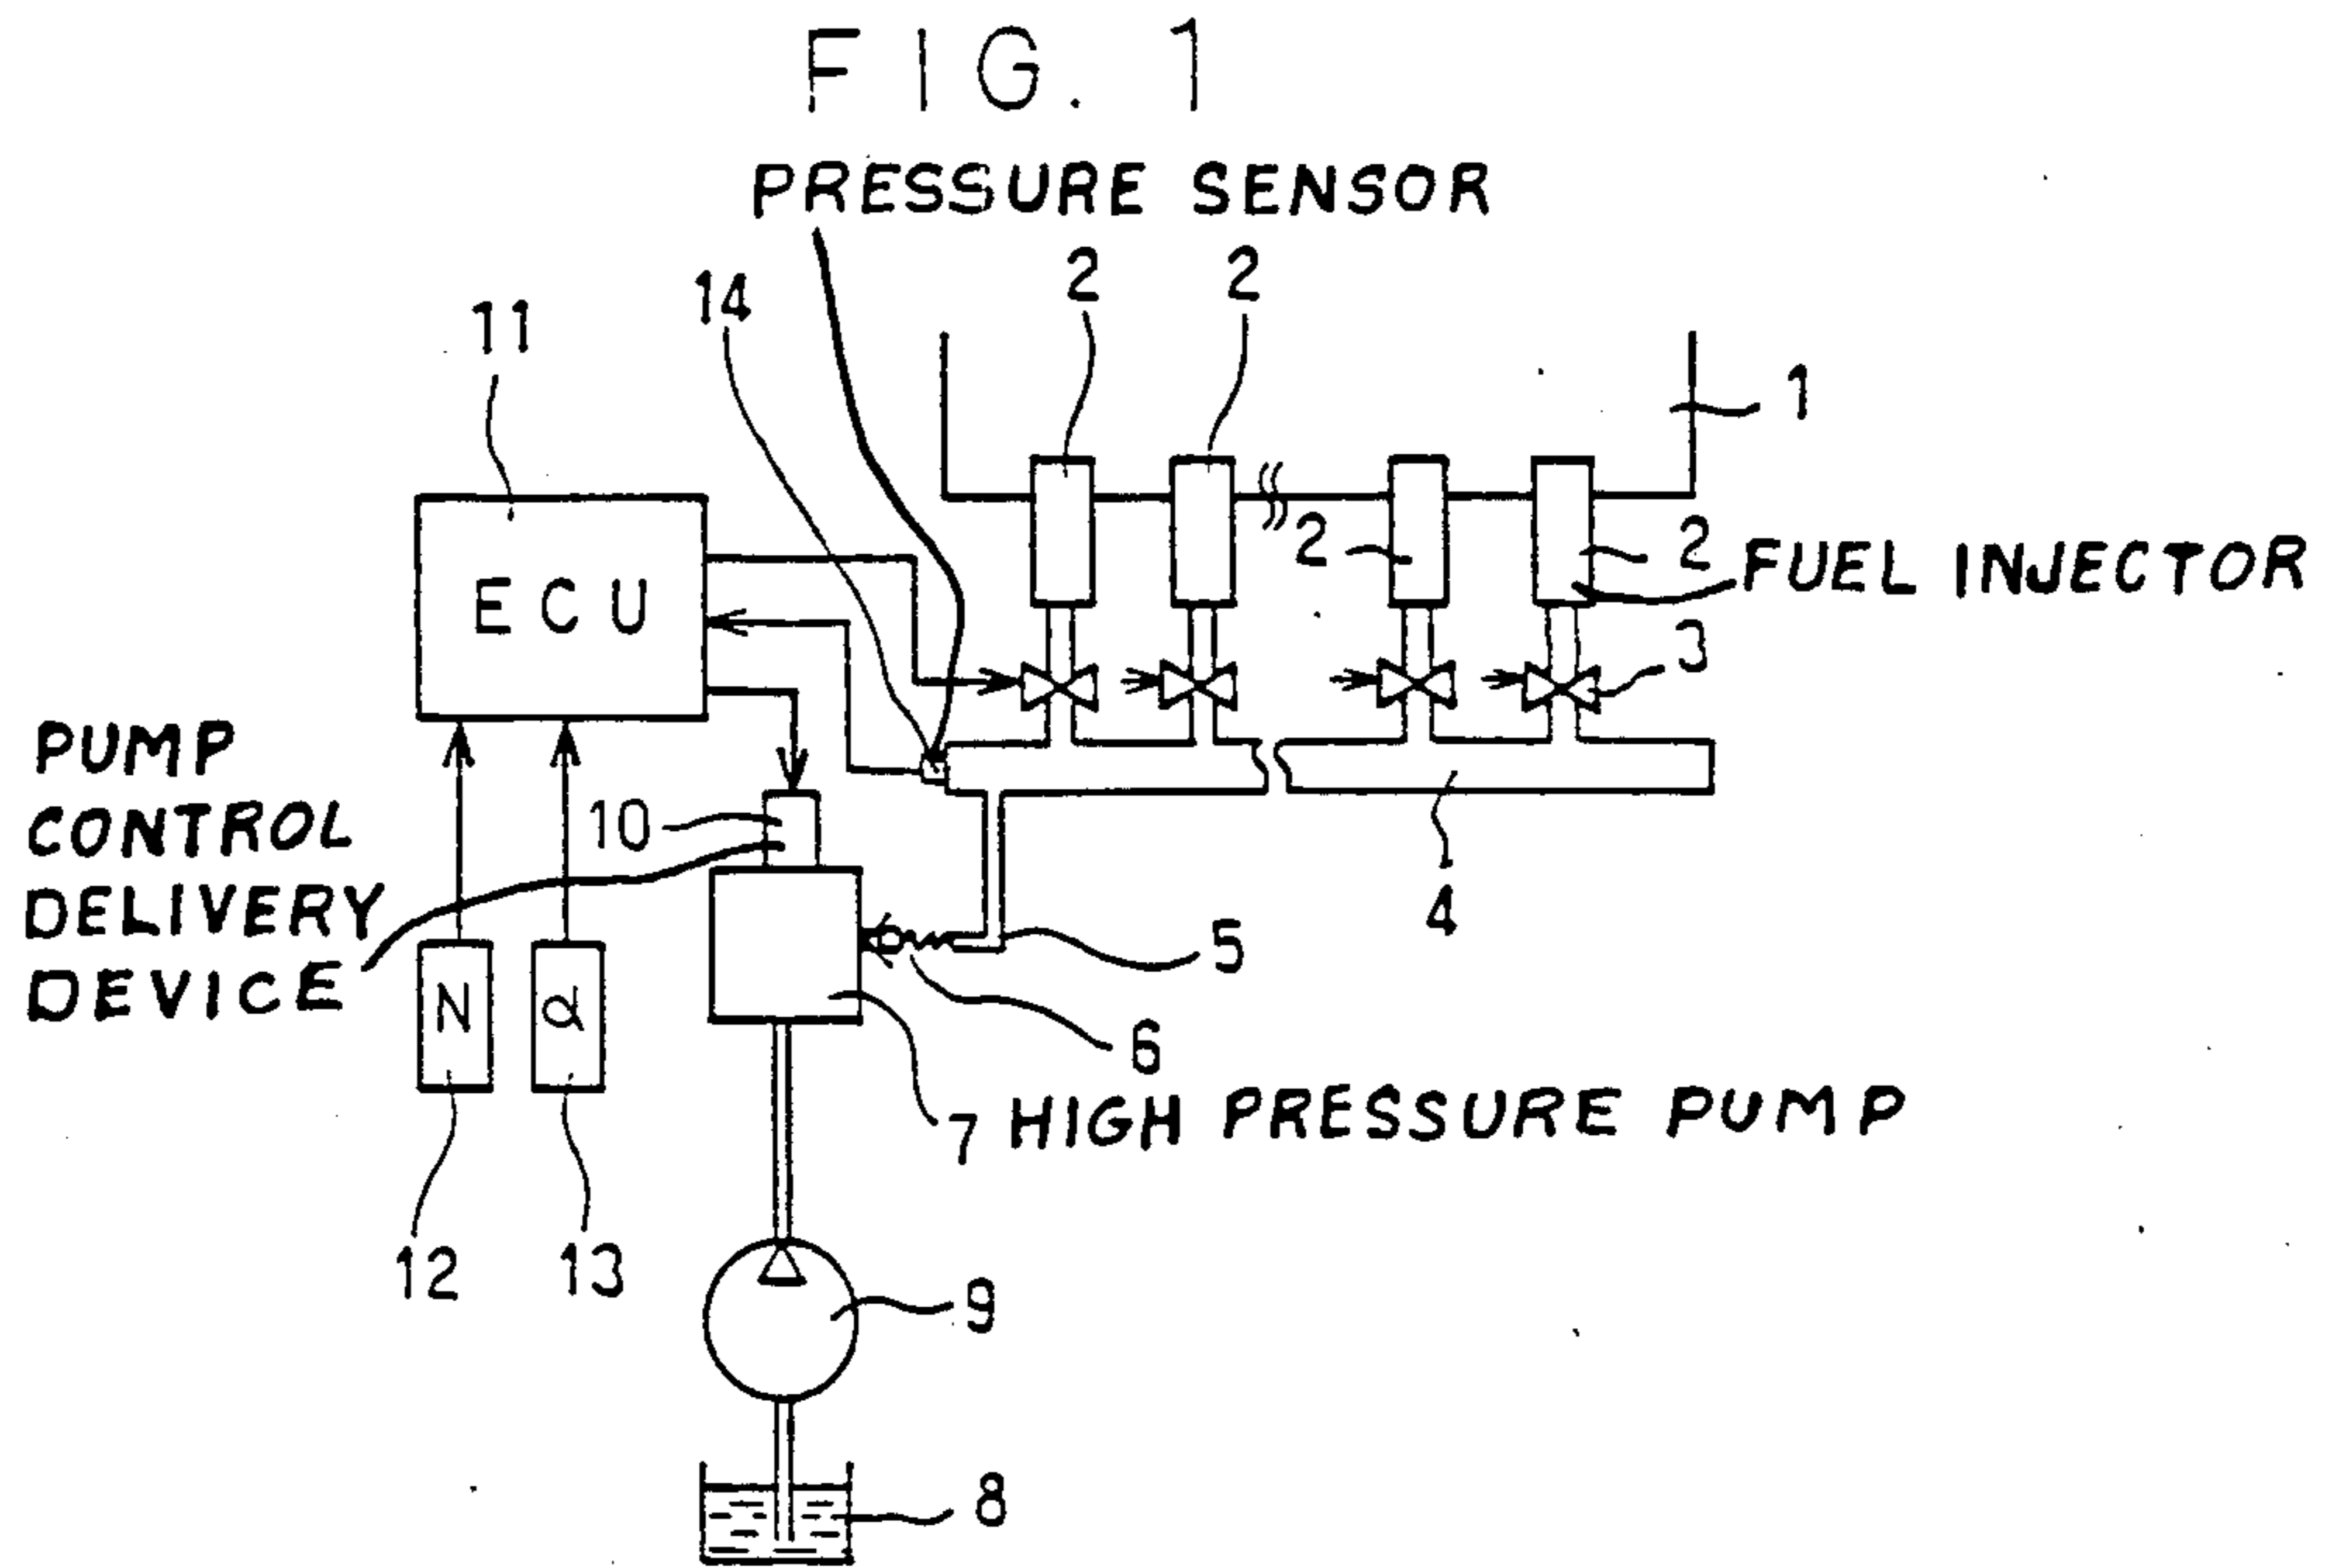 FIG. 1
PRESSURE SENSOR
2 2
14
11
1
ECU
2
2 FUEL INJECTOR
3
PUMP
CONTROL
DELIVERY
DEVICE
10
4
5
N α
6
7 HIGH PRESSURE PUMP
12 13
9
8